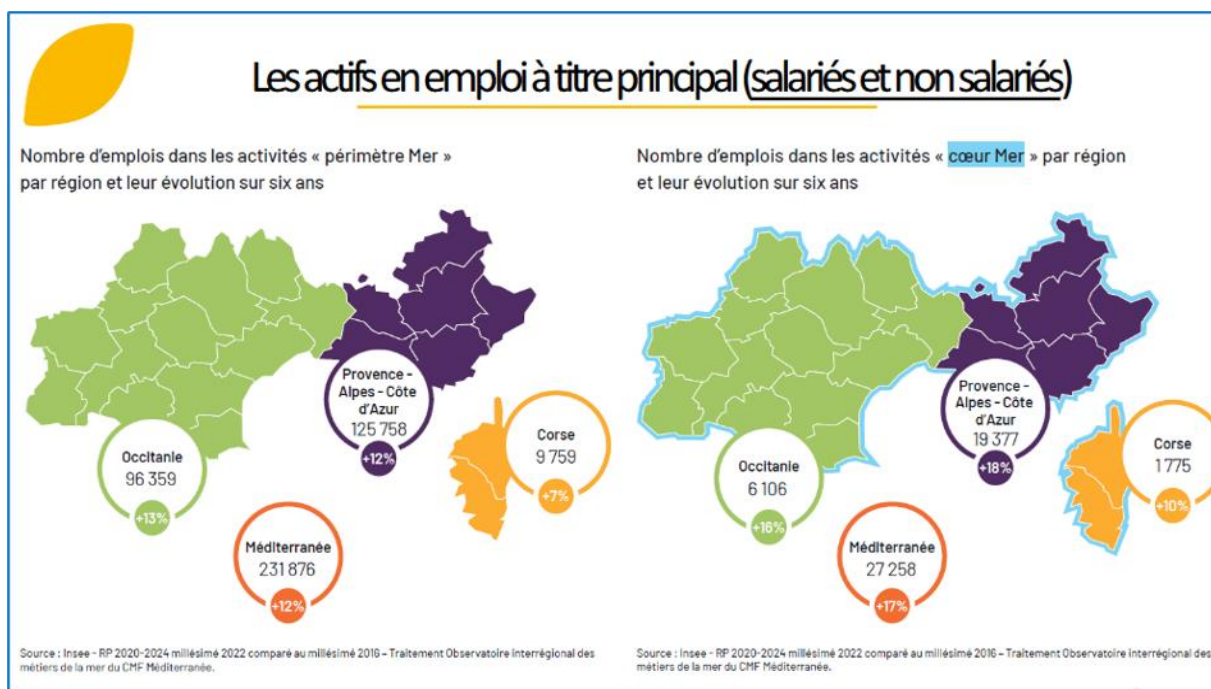 Les actifs en emploi à titre principal (salariés et non salariés)
Nombre d'emplois dans les activités « périmètre Mer »
par région et leur évolution sur six ans
Provence -
Alpes - Côte
d'Azur
125 758
+12%
Occitanie
96 359
+13%
Corse
9 759
+7%
Méditerranée
231 876
+12%
Source : Insee - RP 2020-2024 millésimé 2022 comparé au millésimé 2016 – Traitement Observatoire interrégional des
métiers de la mer du CMF Méditerranée.
Nombre d'emplois dans les activités « cœur Mer » par région
et leur évolution sur six ans
Provence -
Alpes - Côte
d'Azur
19 377
+18%
Occitanie
6 106
+16%
Corse
1 775
+10%
Méditerranée
27 258
+17%
Source : Insee - RP 2020-2024 millésimé 2022 comparé au millésimé 2016 – Traitement Observatoire interrégional des
métiers de la mer du CMF Méditerranée.